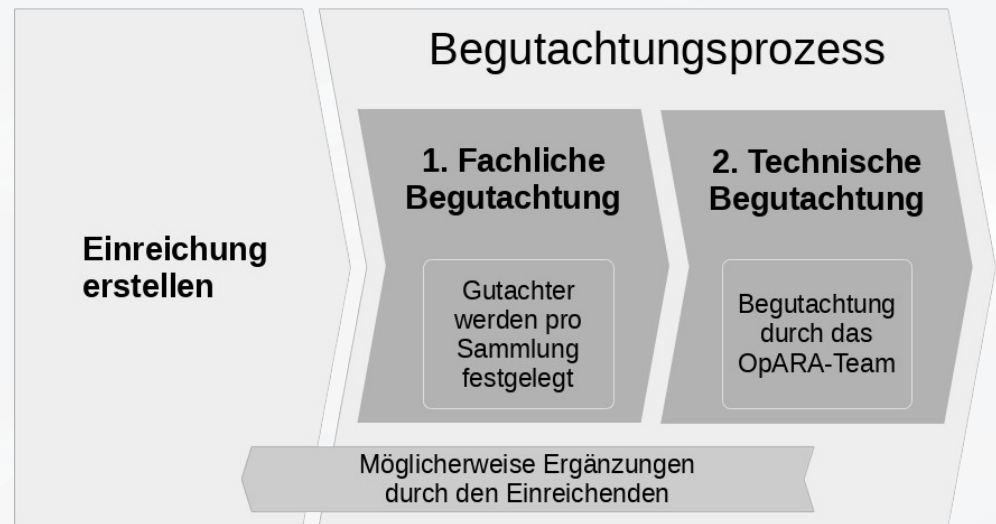 Begutachtungsprozess
Einreichung
erstellen
1. Fachliche
Begutachtung
Gutachter
werden pro
Sammlung
festgelegt
2. Technische
Begutachtung
Begutachtung
durch das
OpARA-Team
Möglicherweise Ergänzungen
durch den Einreichenden